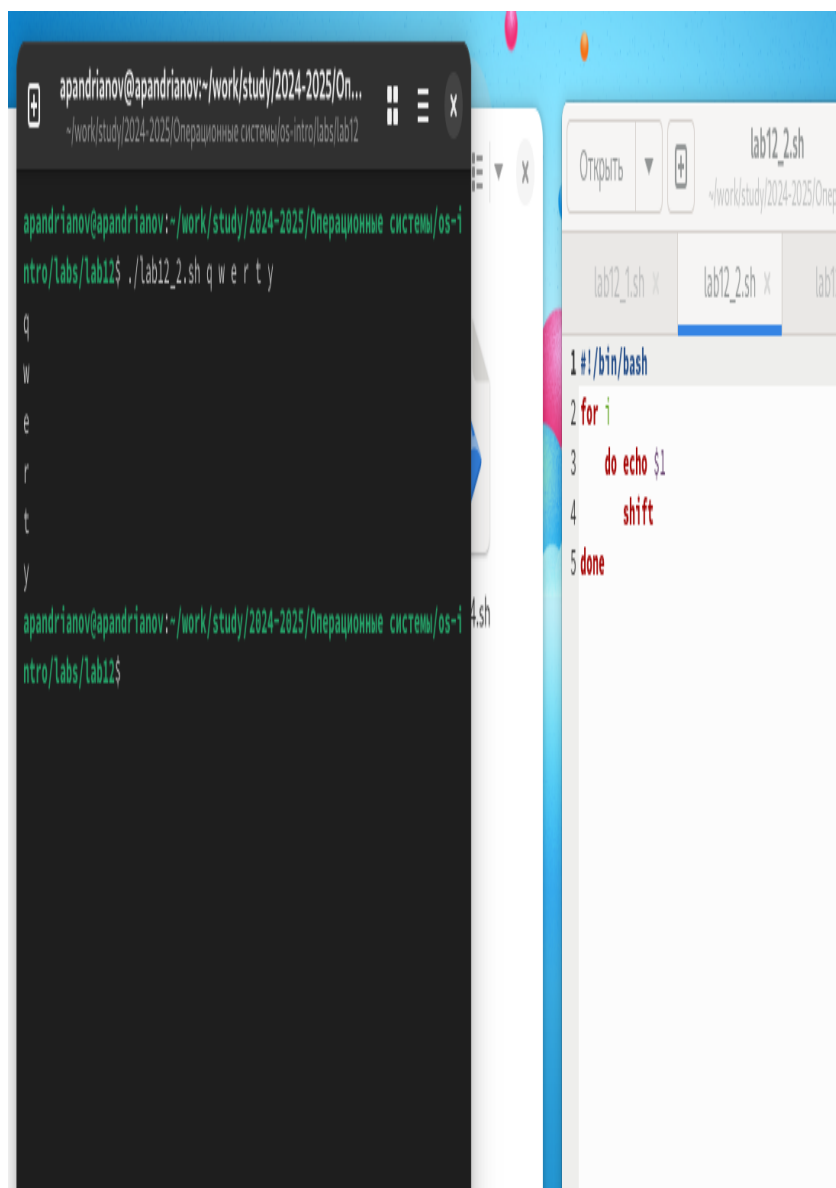 apandrianov@apandrianov:~/work/study/2024-2025/Оп...
~/work/study/2024-2025/Операционные системы/os-intro/labs/lab12
apandrianov@apandrianov:~/work/study/2024-2025/Операционные системы/os-i
ntro/labs/lab12$ ./lab12_2.sh q w e r t y
q
w
e
r
t
y
apandrianov@apandrianov:~/work/study/2024-2025/Операционные системы/os-i
ntro/labs/lab12$
4.sh
Открыть
lab12_2.sh
~/work/study/2024-2025/Опер
lab12_1.sh
lab12_2.sh
lab1
1 #!/bin/bash
2 for i
3 do echo $1
4 shift
5 done